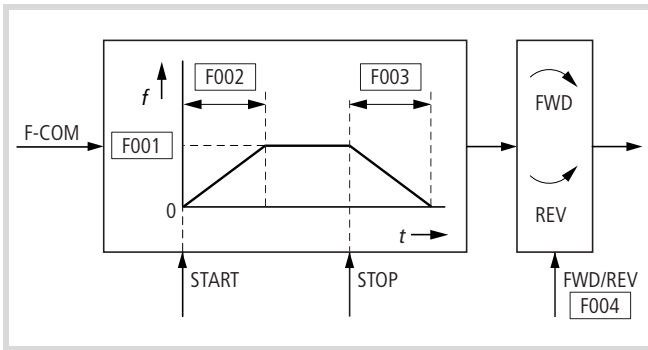 F002
F003
f
FWD
F-COM
F001
REV
0
t
START
STOP
FWD/REV
F004